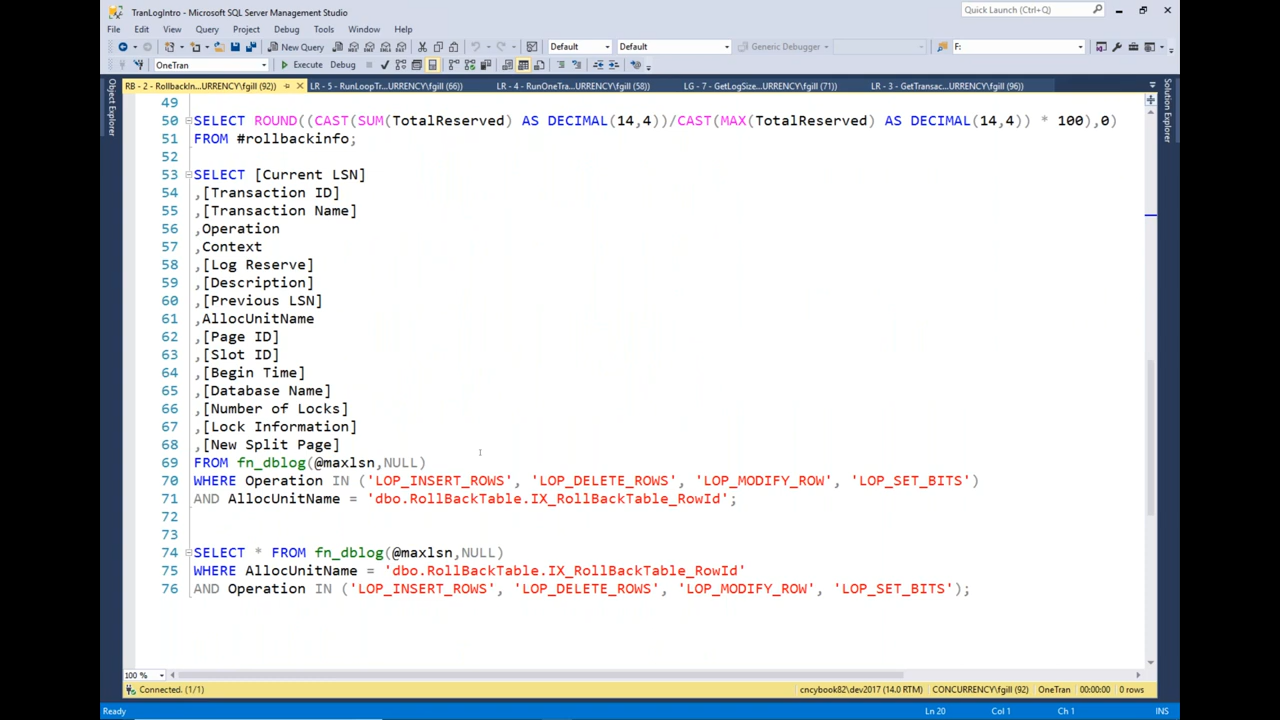 TranLogIntro - Microsoft SQL Server Management Studio
Quick Launch (Ctrl+Q)
File Edit View Query Project Debug Tools Window Help
New Query Default Default Generic Debugger F:
OneTran Execute Debug
RB - 2 - RollbackIn...URRENCY\fgill (92)) LR - 5 - RunLoopTr...URRENCY\fgill (66)) LR - 4 - RunOneTra...URRENCY\fgill (58)) LG - 7 - GetLogSize...URRENCY\fgill (71)) LR - 3 - GetTransac...URRENCY\fgill (96))
Object Explorer
Solution Explorer
49
50 SELECT ROUND((CAST(SUM(TotalReserved) AS DECIMAL(14,4))/CAST(MAX(TotalReserved) AS DECIMAL(14,4)) * 100),0)
51 FROM #rollbackinfo;
52
53 SELECT [Current LSN]
54 ,[Transaction ID]
55 ,[Transaction Name]
56 ,Operation
57 ,Context
58 ,[Log Reserve]
59 ,[Description]
60 ,[Previous LSN]
61 ,AllocUnitName
62 ,[Page ID]
63 ,[Slot ID]
64 ,[Begin Time]
65 ,[Database Name]
66 ,[Number of Locks]
67 ,[Lock Information]
68 ,[New Split Page]
69 FROM fn_dblog(@maxlsn,NULL)
70 WHERE Operation IN ('LOP_INSERT_ROWS', 'LOP_DELETE_ROWS', 'LOP_MODIFY_ROW', 'LOP_SET_BITS')
71 AND AllocUnitName = 'dbo.RollBackTable.IX_RollBackTable_RowId';
72
73
74 SELECT * FROM fn_dblog(@maxlsn,NULL)
75 WHERE AllocUnitName = 'dbo.RollBackTable.IX_RollBackTable_RowId'
76 AND Operation IN ('LOP_INSERT_ROWS', 'LOP_DELETE_ROWS', 'LOP_MODIFY_ROW', 'LOP_SET_BITS');
100 %
Connected. (1/1) cncybook82\dev2017 (14.0 RTM) CONCURRENCY\fgill (92) OneTran 00:00:00 0 rows
Ready Ln 20 Col 1 Ch 1 INS